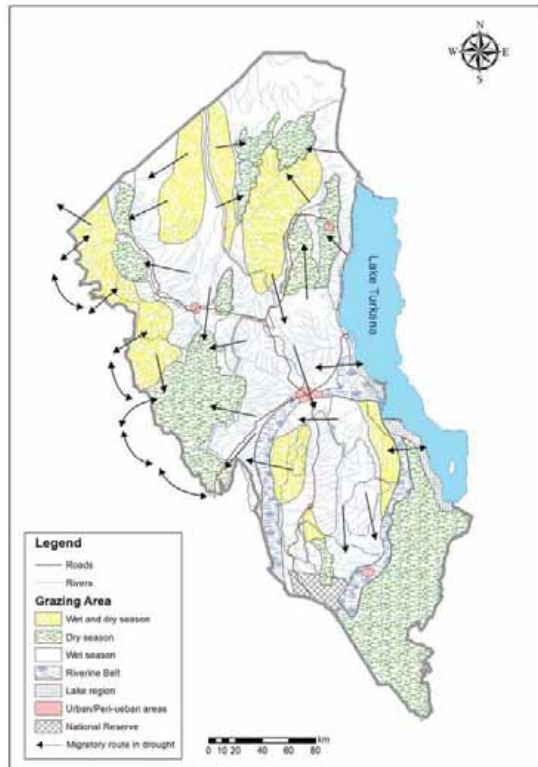 N
W E
S
Lake Turkana
Legend
Roads
Rivers
Grazing Area
Wet and dry season
Dry season
Wet season
Riverine Belt
Lake region
Urban/Peri-ueban areas
National Reserve
Migratory route in drought
km
0 10 20 40 60 80